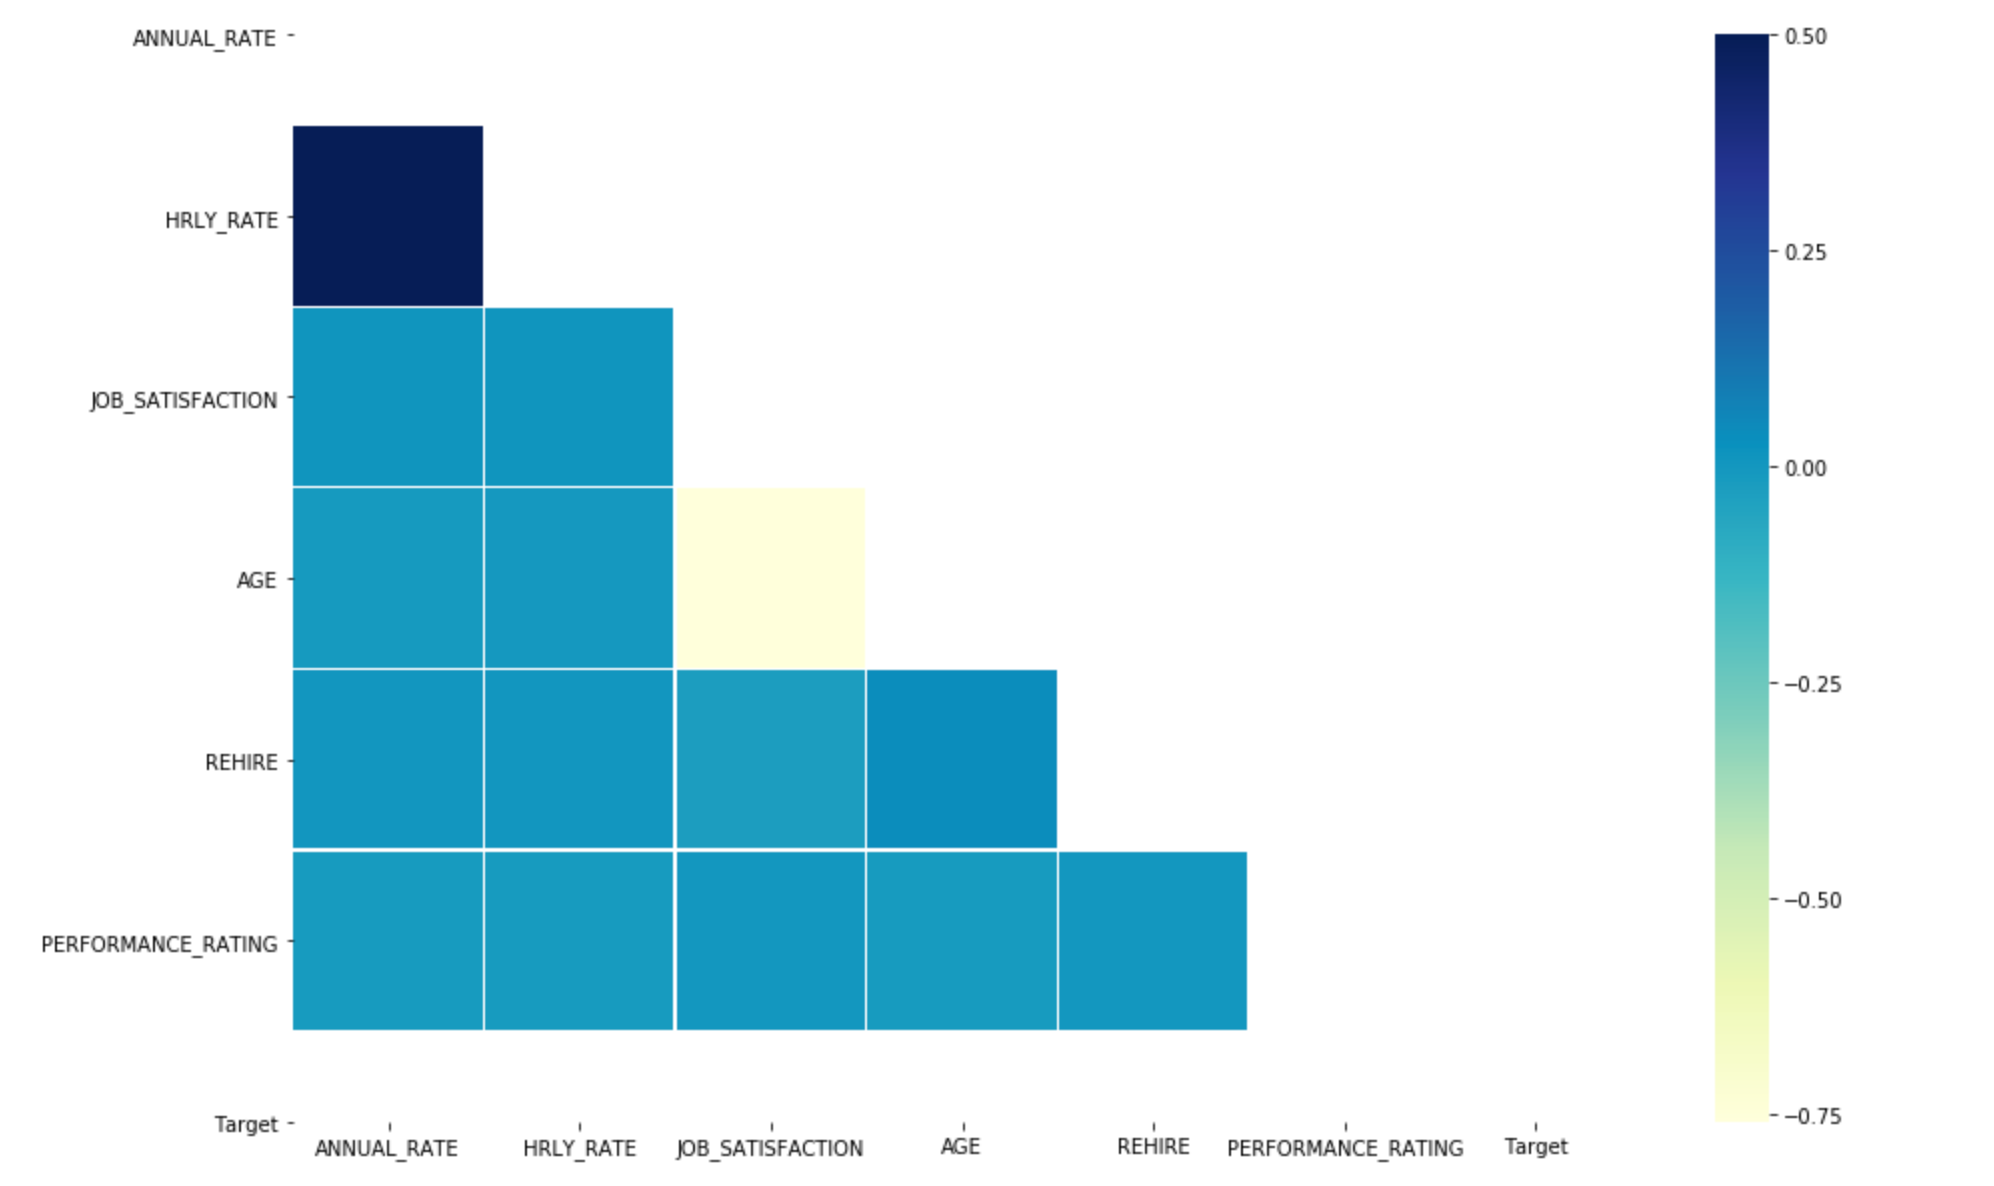 ANNUAL_RATE
HRLY_RATE
JOB_SATISFACTION
AGE
REHIRE
PERFORMANCE_RATING
Target
ANNUAL_RATE HRLY_RATE JOB_SATISFACTION AGE REHIRE PERFORMANCE_RATING Target
0.50
0.25
0.00
−0.25
−0.50
−0.75